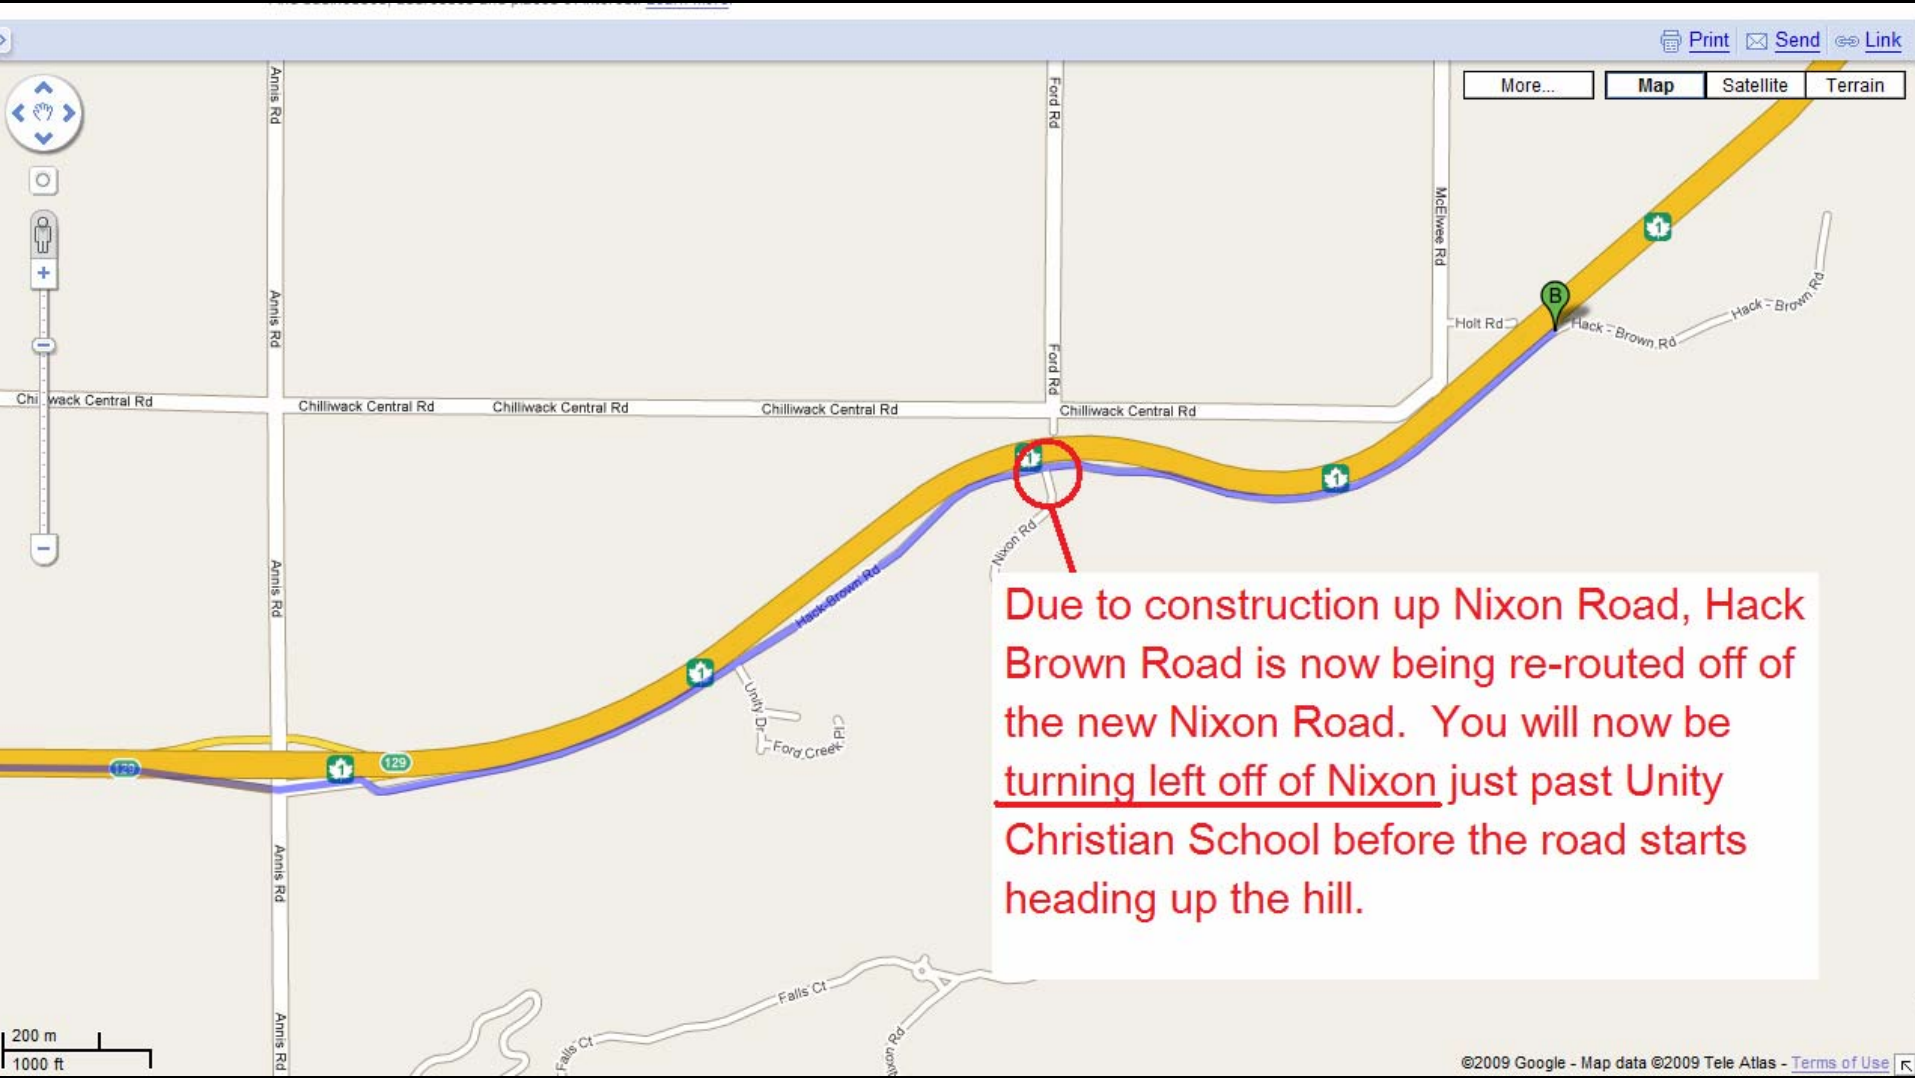 Print Send Link
More... Map Satellite Terrain
Annis Rd
Ford Rd
McElwee Rd
1
Hack - Brown Rd
Annis Rd
B
Holt Rd
Hack - Brown Rd
Ford Rd
Chilliwack Central Rd
Chilliwack Central Rd
Chilliwack Central Rd
Chilliwack Central Rd
Chilliwack Central Rd
1
1
Nixon Rd
Annis Rd
Hack-Brown Rd
1
Unity Dr
Ford Creek Pl
129
1
129
Due to construction up Nixon Road, Hack
Brown Road is now being re-routed off of
the new Nixon Road. You will now be
turning left off of Nixon just past Unity
Christian School before the road starts
heading up the hill.
Annis Rd
Falls Ct
Falls Ct
Annis Rd
200 m
1000 ft
©2009 Google - Map data ©2009 Tele Atlas - Terms of Use